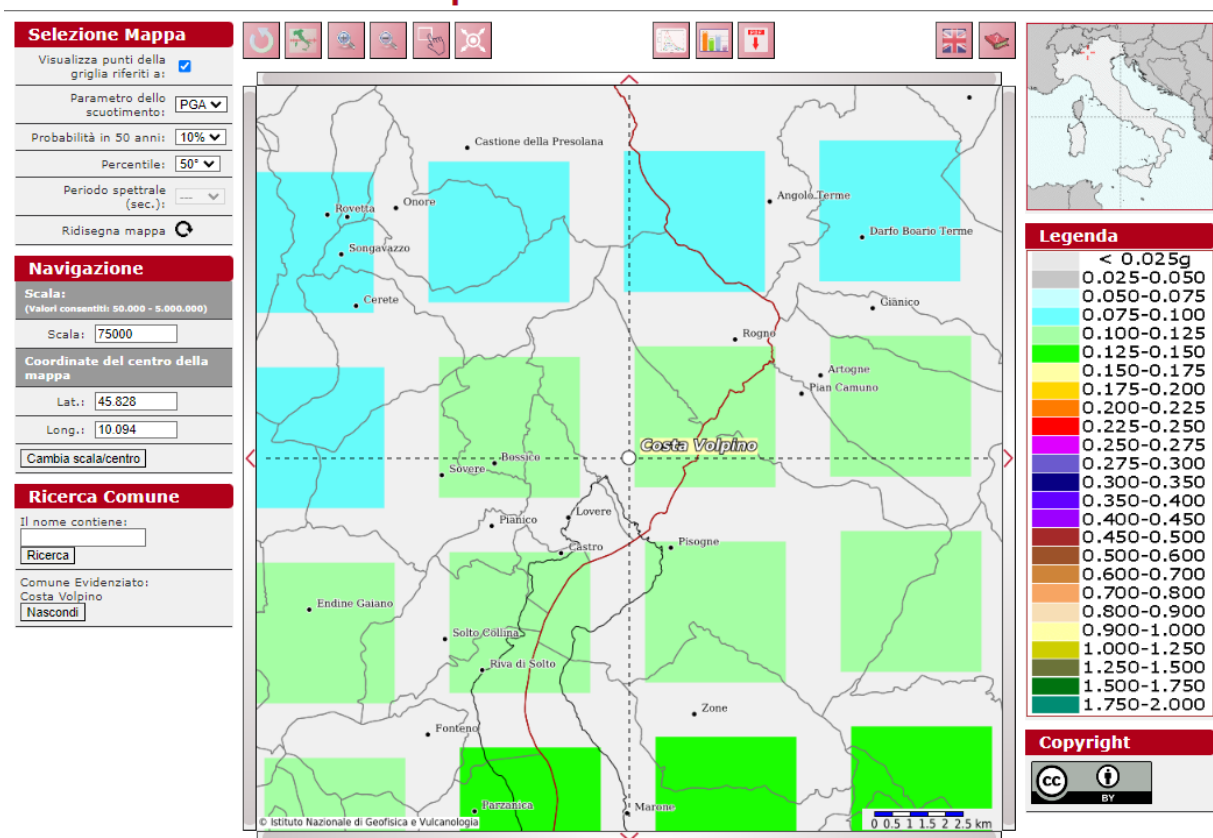 Selezione Mappa
Visualizza punti della
griglia riferiti a:
Parametro dello
scuotimento:
PGA
Probabilità in 50 anni:
10%
Percentile:
50°
Periodo spettrale
(sec.):
---
Ridisegna mappa
Navigazione
Scala:
(Valori consentiti: 50.000 - 5.000.000)
Scala:
75000
Coordinate del centro della
mappa
Lat.:
45.828
Long.:
10.094
Cambia scala/centro
Ricerca Comune
Il nome contiene:
Ricerca
Comune Evidenziato:
Costa Volpino
Nascondi
PDF
Castione della Presolana
Onore
Rovetta
Songavazzo
Cerete
Angolo Terme
Darfo Boario Terme
Gianico
Rogno
Artogne
Pian Camuno
Costa Volpino
Bossico
Sovere
Pianico
Lovere
Castro
Pisogne
Endine Gaiano
Solto Collina
Riva di Solto
Zone
Fonteno
Parzanica
Marone
© Istituto Nazionale di Geofisica e Vulcanologia
0 0.5 1 1.5 2 2.5 km
Legenda
< 0.025g
0.025-0.050
0.050-0.075
0.075-0.100
0.100-0.125
0.125-0.150
0.150-0.175
0.175-0.200
0.200-0.225
0.225-0.250
0.250-0.275
0.275-0.300
0.300-0.350
0.350-0.400
0.400-0.450
0.450-0.500
0.500-0.600
0.600-0.700
0.700-0.800
0.800-0.900
0.900-1.000
1.000-1.250
1.250-1.500
1.500-1.750
1.750-2.000
Copyright
cc
BY